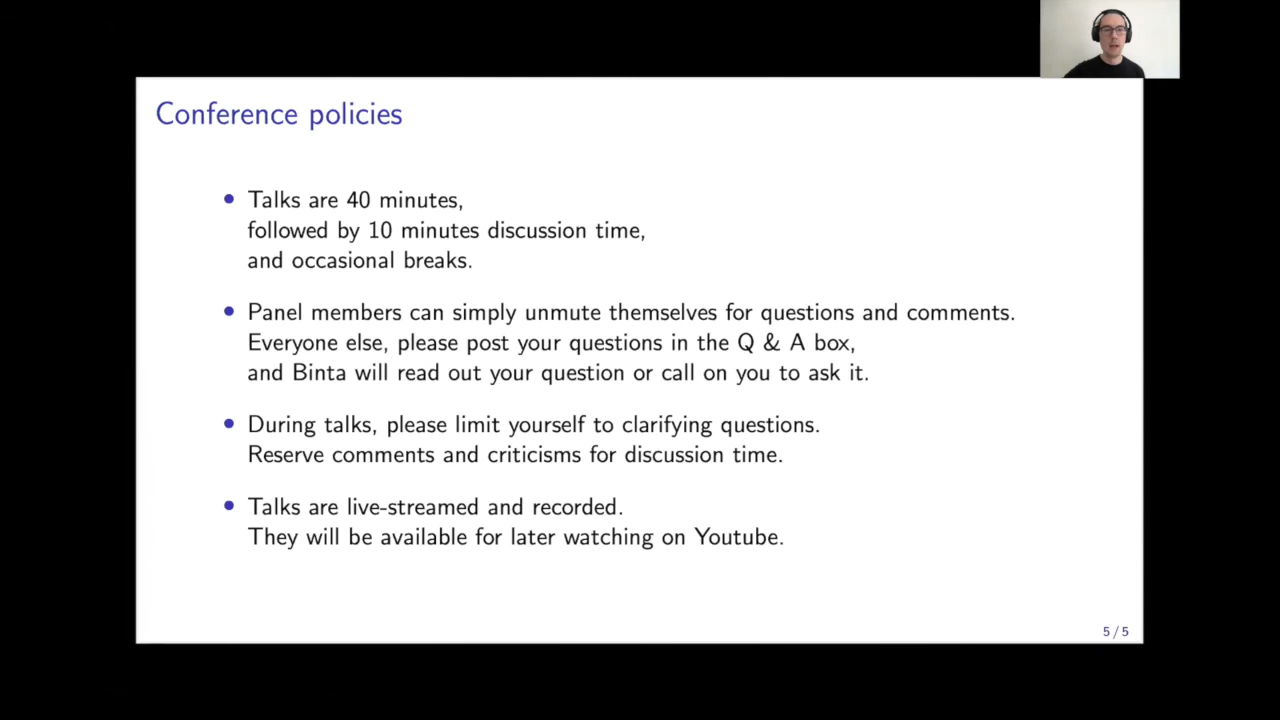 Conference policies
• Talks are 40 minutes,
followed by 10 minutes discussion time,
and occasional breaks.
• Panel members can simply unmute themselves for questions and comments.
Everyone else, please post your questions in the Q & A box,
and Binta will read out your question or call on you to ask it.
• During talks, please limit yourself to clarifying questions.
Reserve comments and criticisms for discussion time.
• Talks are live-streamed and recorded.
They will be available for later watching on Youtube.
5 / 5